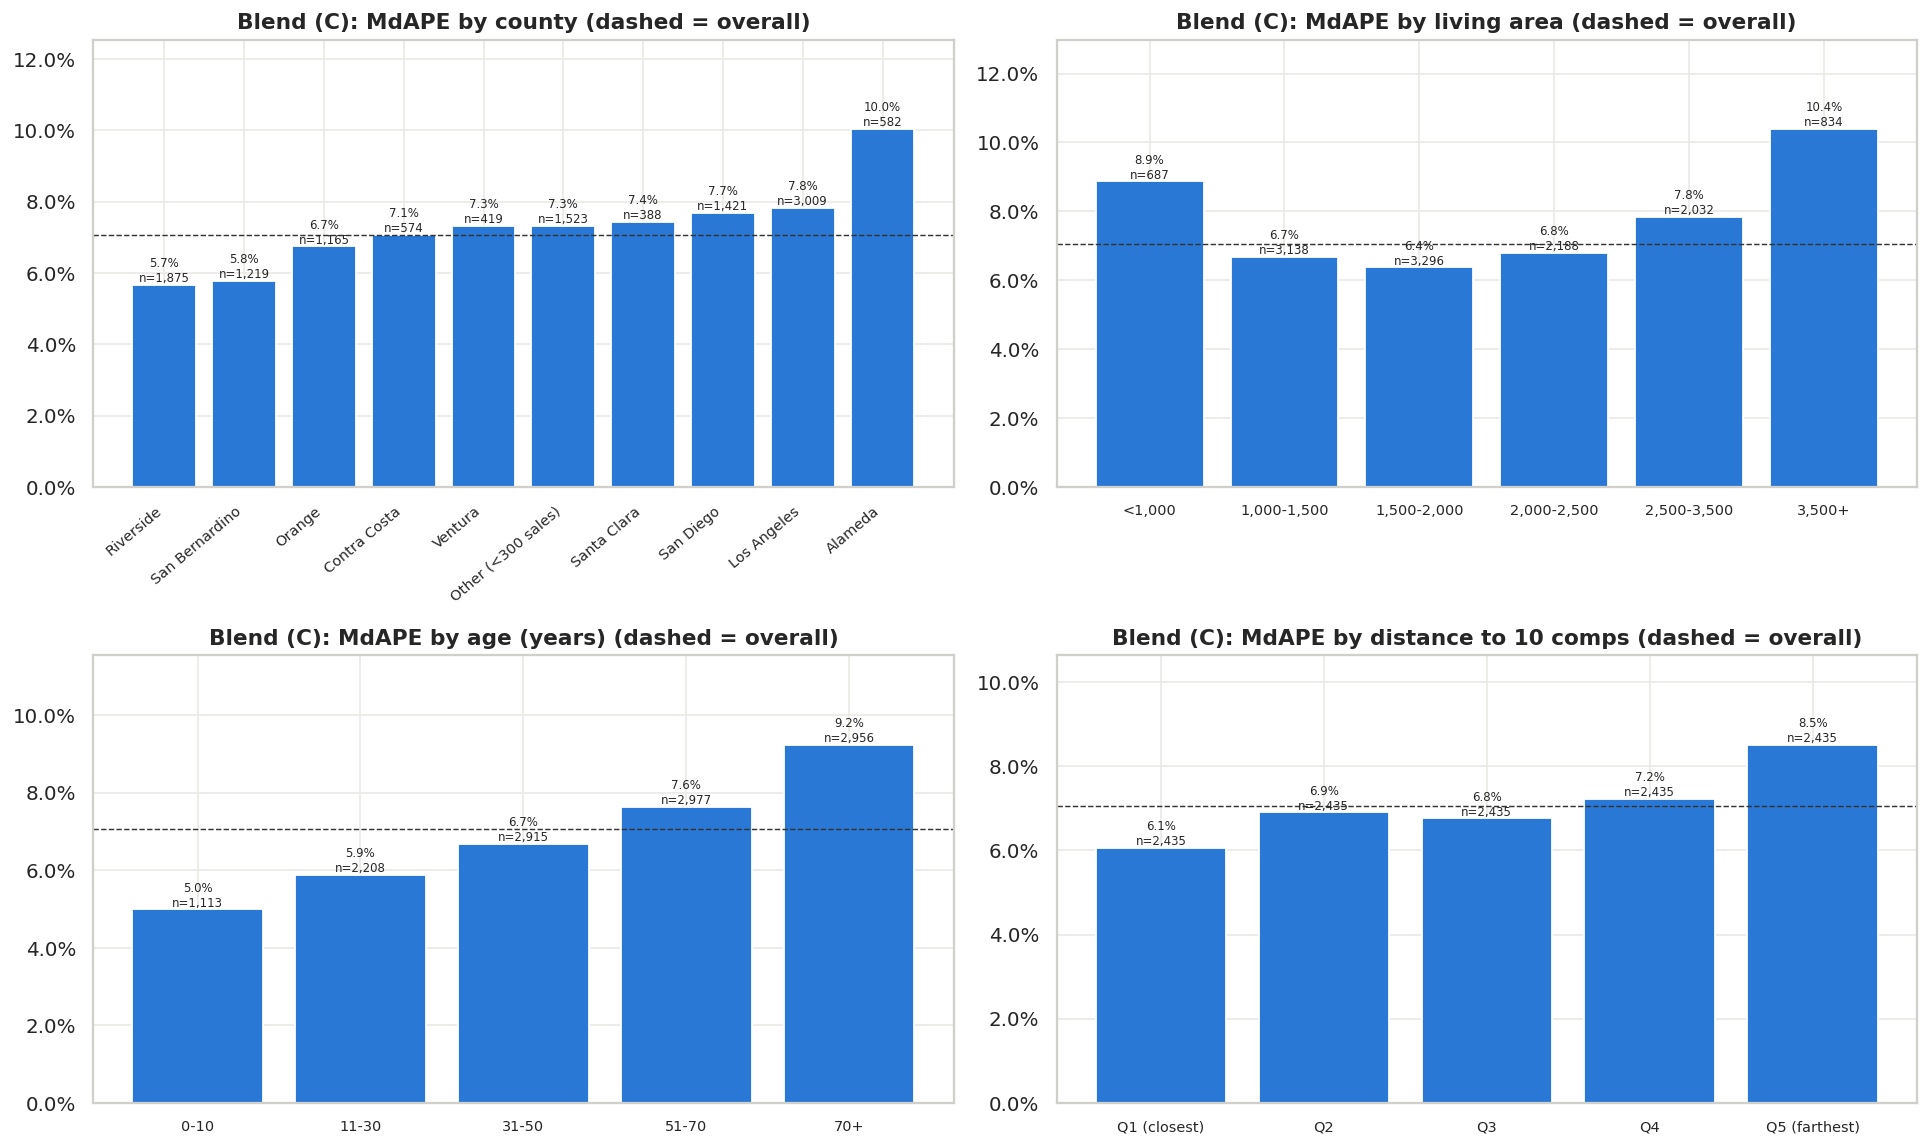 Blend (C): MdAPE by county (dashed = overall)
12.0%
10.0%
8.0%
6.0%
4.0%
2.0%
0.0%
5.7%
n=1,875
5.8%
n=1,219
6.7%
n=1,165
7.1%
n=574
7.3%
n=419
7.3%
n=1,523
7.4%
n=388
7.7%
n=1,421
7.8%
n=3,009
10.0%
n=582
Riverside
San Bernardino
Orange
Contra Costa
Ventura
Other (<300 sales)
Santa Clara
San Diego
Los Angeles
Alameda
Blend (C): MdAPE by living area (dashed = overall)
12.0%
10.0%
8.0%
6.0%
4.0%
2.0%
0.0%
8.9%
n=687
6.7%
n=3,138
6.4%
n=3,296
6.8%
n=2,188
7.8%
n=2,032
10.4%
n=834
<1,000
1,000-1,500
1,500-2,000
2,000-2,500
2,500-3,500
3,500+
Blend (C): MdAPE by age (years) (dashed = overall)
10.0%
8.0%
6.0%
4.0%
2.0%
0.0%
5.0%
n=1,113
5.9%
n=2,208
6.7%
n=2,915
7.6%
n=2,977
9.2%
n=2,956
0-10
11-30
31-50
51-70
70+
Blend (C): MdAPE by distance to 10 comps (dashed = overall)
10.0%
8.0%
6.0%
4.0%
2.0%
0.0%
6.1%
n=2,435
6.9%
n=2,435
6.8%
n=2,435
7.2%
n=2,435
8.5%
n=2,435
Q1 (closest)
Q2
Q3
Q4
Q5 (farthest)